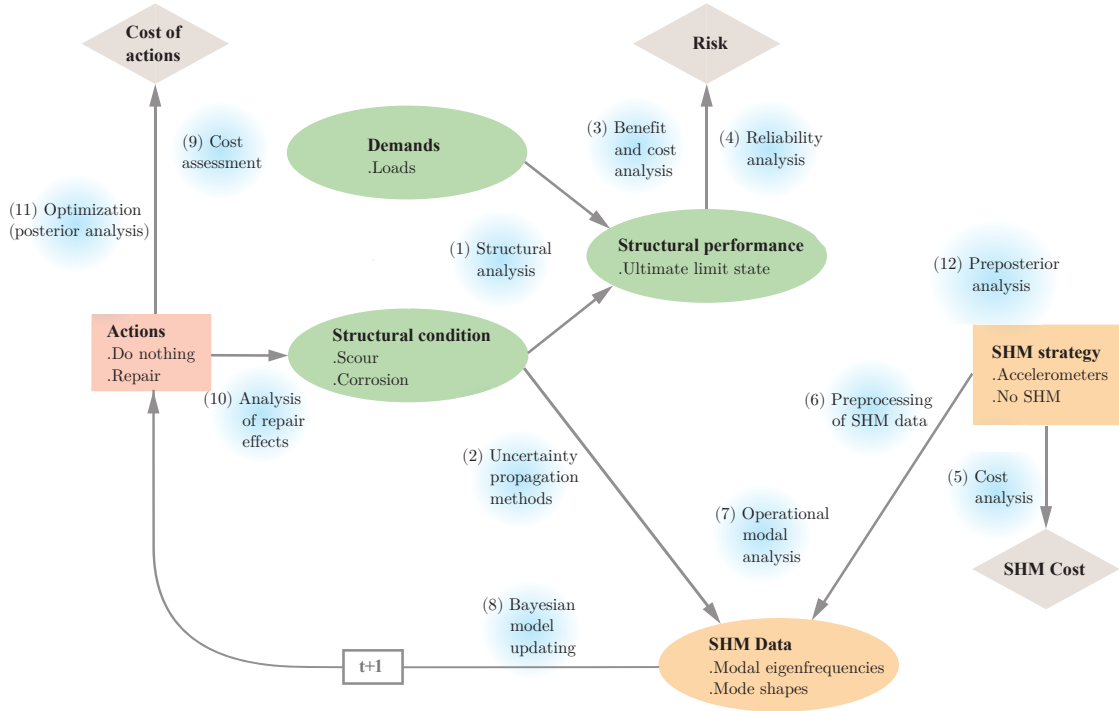 Cost of
actions
Risk
(9) Cost
assessment
Demands
.Loads
(3) Benefit
and cost
analysis
(4) Reliability
analysis
(11) Optimization
(posterior analysis)
(1) Structural
analysis
Structural performance
.Ultimate limit state
(12) Preposterior
analysis
Actions
.Do nothing
.Repair
Structural condition
.Scour
.Corrosion
SHM strategy
.Accelerometers
.No SHM
(10) Analysis
of repair
effects
(6) Preprocessing
of SHM data
(2) Uncertainty
propagation
methods
(5) Cost
analysis
(7) Operational
modal
analysis
SHM Cost
(8) Bayesian
model
updating
t+1
SHM Data
.Modal eigenfrequencies
.Mode shapes